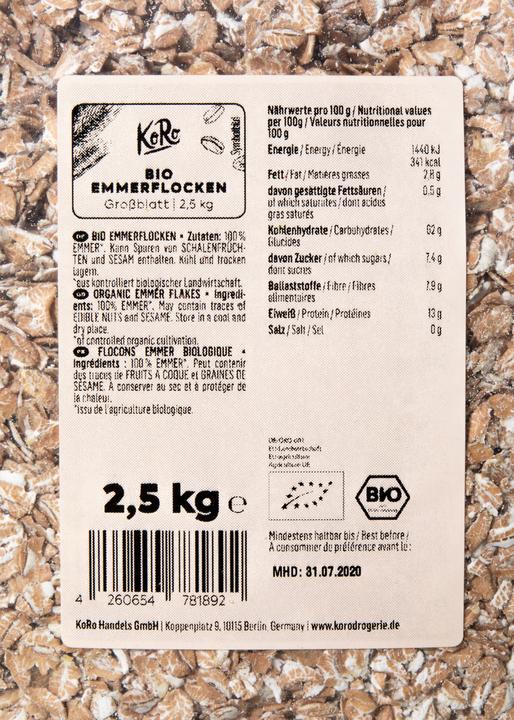 KoRo
Symbolbild
BIO
EMMERFLOCKEN
Großblatt | 2,5 kg
DE BIO EMMERFLOCKEN • Zutaten: 100%
EMMER*. Kann Spuren von SCHALENFRÜCH-
TEN und SESAM enthalten. Kühl und trocken
lagern.
*aus kontrolliert biologischer Landwirtschaft.
ORGANIC EMMER FLAKES • Ingredi-
ents: 100% EMMER*. May contain traces of
EDIBLE NUTS and SESAME. Store in a cool and
dry place.
*of controlled organic cultivation.
FR FLOCONS EMMER BIOLOGIQUE •
Ingrédients : 100% EMMER*. Peut contenir
des traces de FRUITS À COQUE et GRAINES DE
SÉSAME. À conserver au sec et à protéger de
la chaleur.
*issu de l'agriculture biologique.
2,5 kg e
4 260654 781892
Nährwerte pro 100 g / Nutritional values
per 100g / Valeurs nutritionnelles pour
100 g
Energie / Energy / Énergie 1440 kJ
341 kcal
Fett / Fat / Matières grasses 2,8 g
davon gesättigte Fettsäuren / 0,5 g
of which saturates / dont acides
gras saturés
Kohlenhydrate / Carbohydrates / 62 g
Glucides
davon Zucker / of which sugars / 7,4 g
dont sucres
Ballaststoffe / Fibre / Fibres 7,9 g
alimentaires
Eiweiß / Protein / Protéines 13 g
Salz / Salt / Sel 0 g
EU-Landwirtschaft
EU Agriculture
Agriculture UE
BIO
Mindestens haltbar bis / Best before /
À consommer de préférence avant le :
MHD: 31.07.2020
KoRo Handels GmbH | Koppenplatz 9, 10115 Berlin, Germany | www.korodrogerie.de